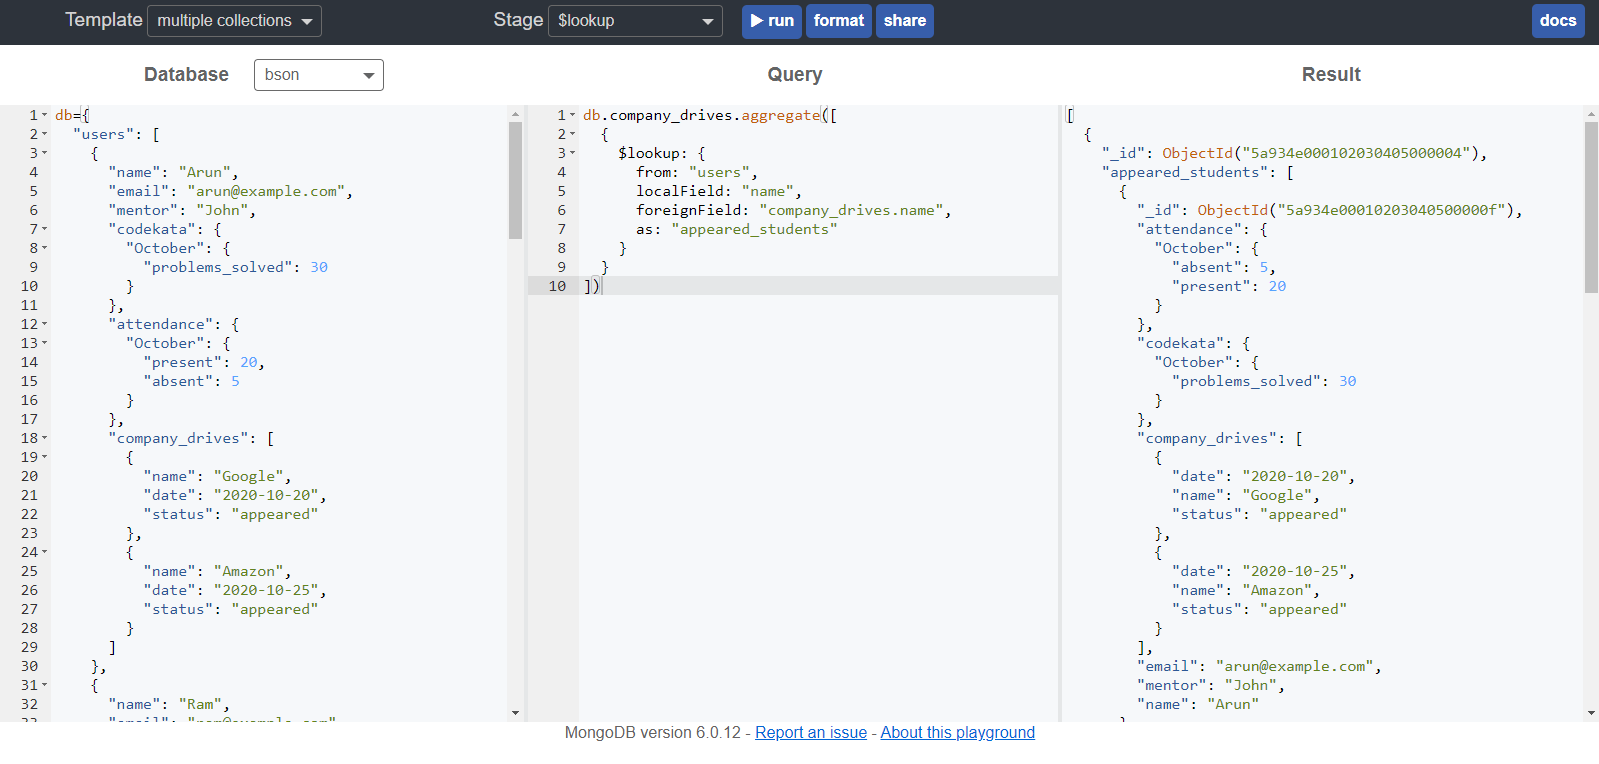 Template multiple collections Stage $lookup run format share docs
Database bson Query Result
1 db={
2 "users": [
3 {
4 "name": "Arun",
5 "email": "arun@example.com",
6 "mentor": "John",
7 "codekata": {
8 "October": {
9 "problems_solved": 30
10 }
11 },
12 "attendance": {
13 "October": {
14 "present": 20,
15 "absent": 5
16 }
17 },
18 "company_drives": [
19 {
20 "name": "Google",
21 "date": "2020-10-20",
22 "status": "appeared"
23 },
24 {
25 "name": "Amazon",
26 "date": "2020-10-25",
27 "status": "appeared"
28 }
29 ]
30 },
31 {
32 "name": "Ram",
1 db.company_drives.aggregate([
2 {
3 $lookup: {
4 from: "users",
5 localField: "name",
6 foreignField: "company_drives.name",
7 as: "appeared_students"
8 }
9 }
10 ])
[
{
"_id": ObjectId("5a934e000102030405000004"),
"appeared_students": [
{
"_id": ObjectId("5a934e00010203040500000f"),
"attendance": {
"October": {
"absent": 5,
"present": 20
}
},
"codekata": {
"October": {
"problems_solved": 30
}
},
"company_drives": [
{
"date": "2020-10-20",
"name": "Google",
"status": "appeared"
},
{
"date": "2020-10-25",
"name": "Amazon",
"status": "appeared"
}
],
"email": "arun@example.com",
"mentor": "John",
"name": "Arun"
MongoDB version 6.0.12 - Report an issue - About this playground